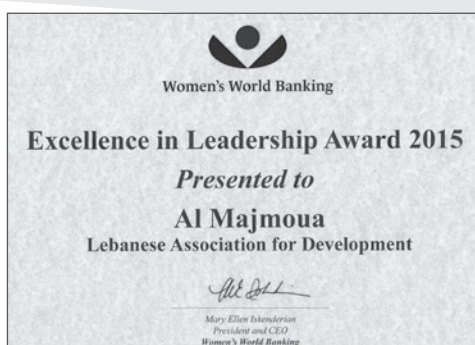 Women's World Banking
Excellence in Leadership Award 2015
Presented to
Al Majmoua
Lebanese Association for Development
Mary Ellen Iskenderian
President and CEO
Women's World Banking